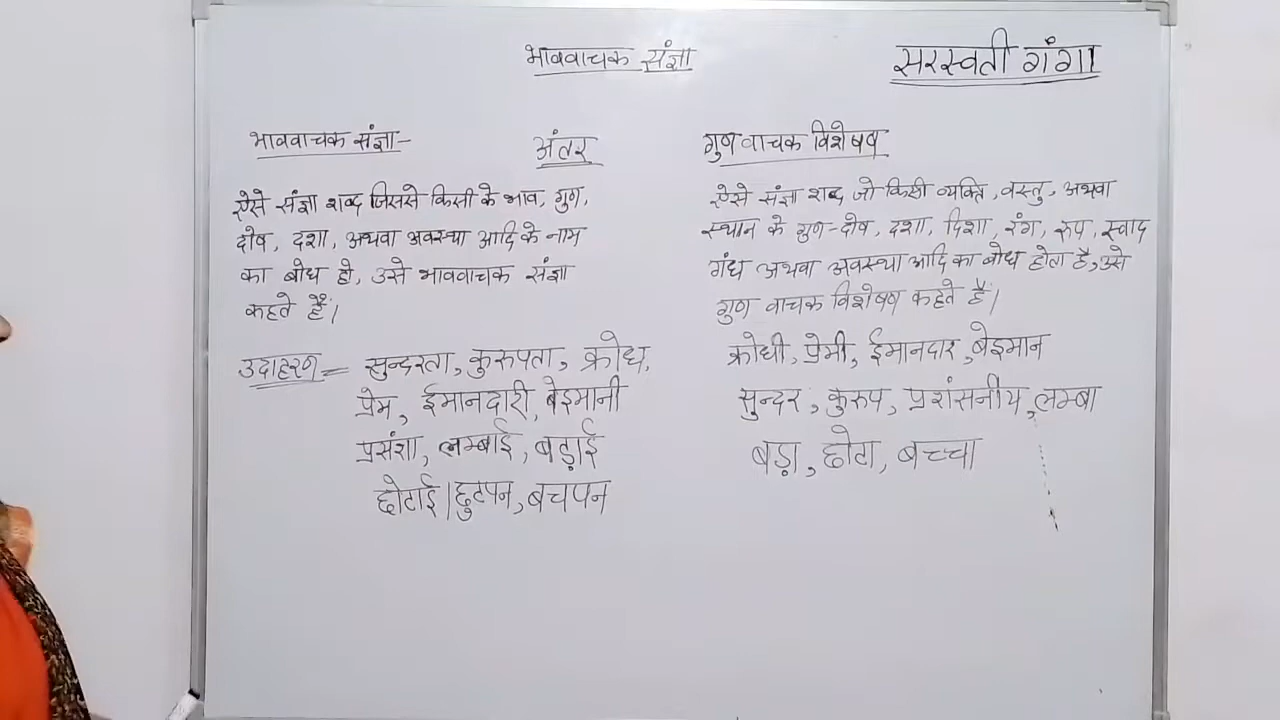 भाववाचक संज्ञा
सरस्वती गंगा
भाववाचक संज्ञा-
अंतर
ऐसे संज्ञा शब्द जिससे किसी के भाव, गुण,
दोष, दशा, अथवा अवस्था आदि के नाम
का बोध हो, उसे भाववाचक संज्ञा
कहते हैं।
उदाहरण = सुन्दरता, कुरुपता, क्रोध,
प्रेम, ईमानदारी, बेइमानी
प्रसंशा, लम्बाई, बड़ाई
छोटाई/छुटपन, बचपन
गुण वाचक विशेषण
ऐसे संज्ञा शब्द जो किसी व्यक्ति, वस्तु, अथवा
स्थान के गुण-दोष, दशा, दिशा, रंग, रूप, स्वाद
गंध अथवा अवस्था आदि का बोध होता है, उसे
गुण वाचक विशेषण कहते हैं।
क्रोधी, प्रेमी, ईमानदार, बेइमान
सुन्दर, कुरुप, प्रशंसनीय, लम्बा
बड़ा, छोटा, बच्चा